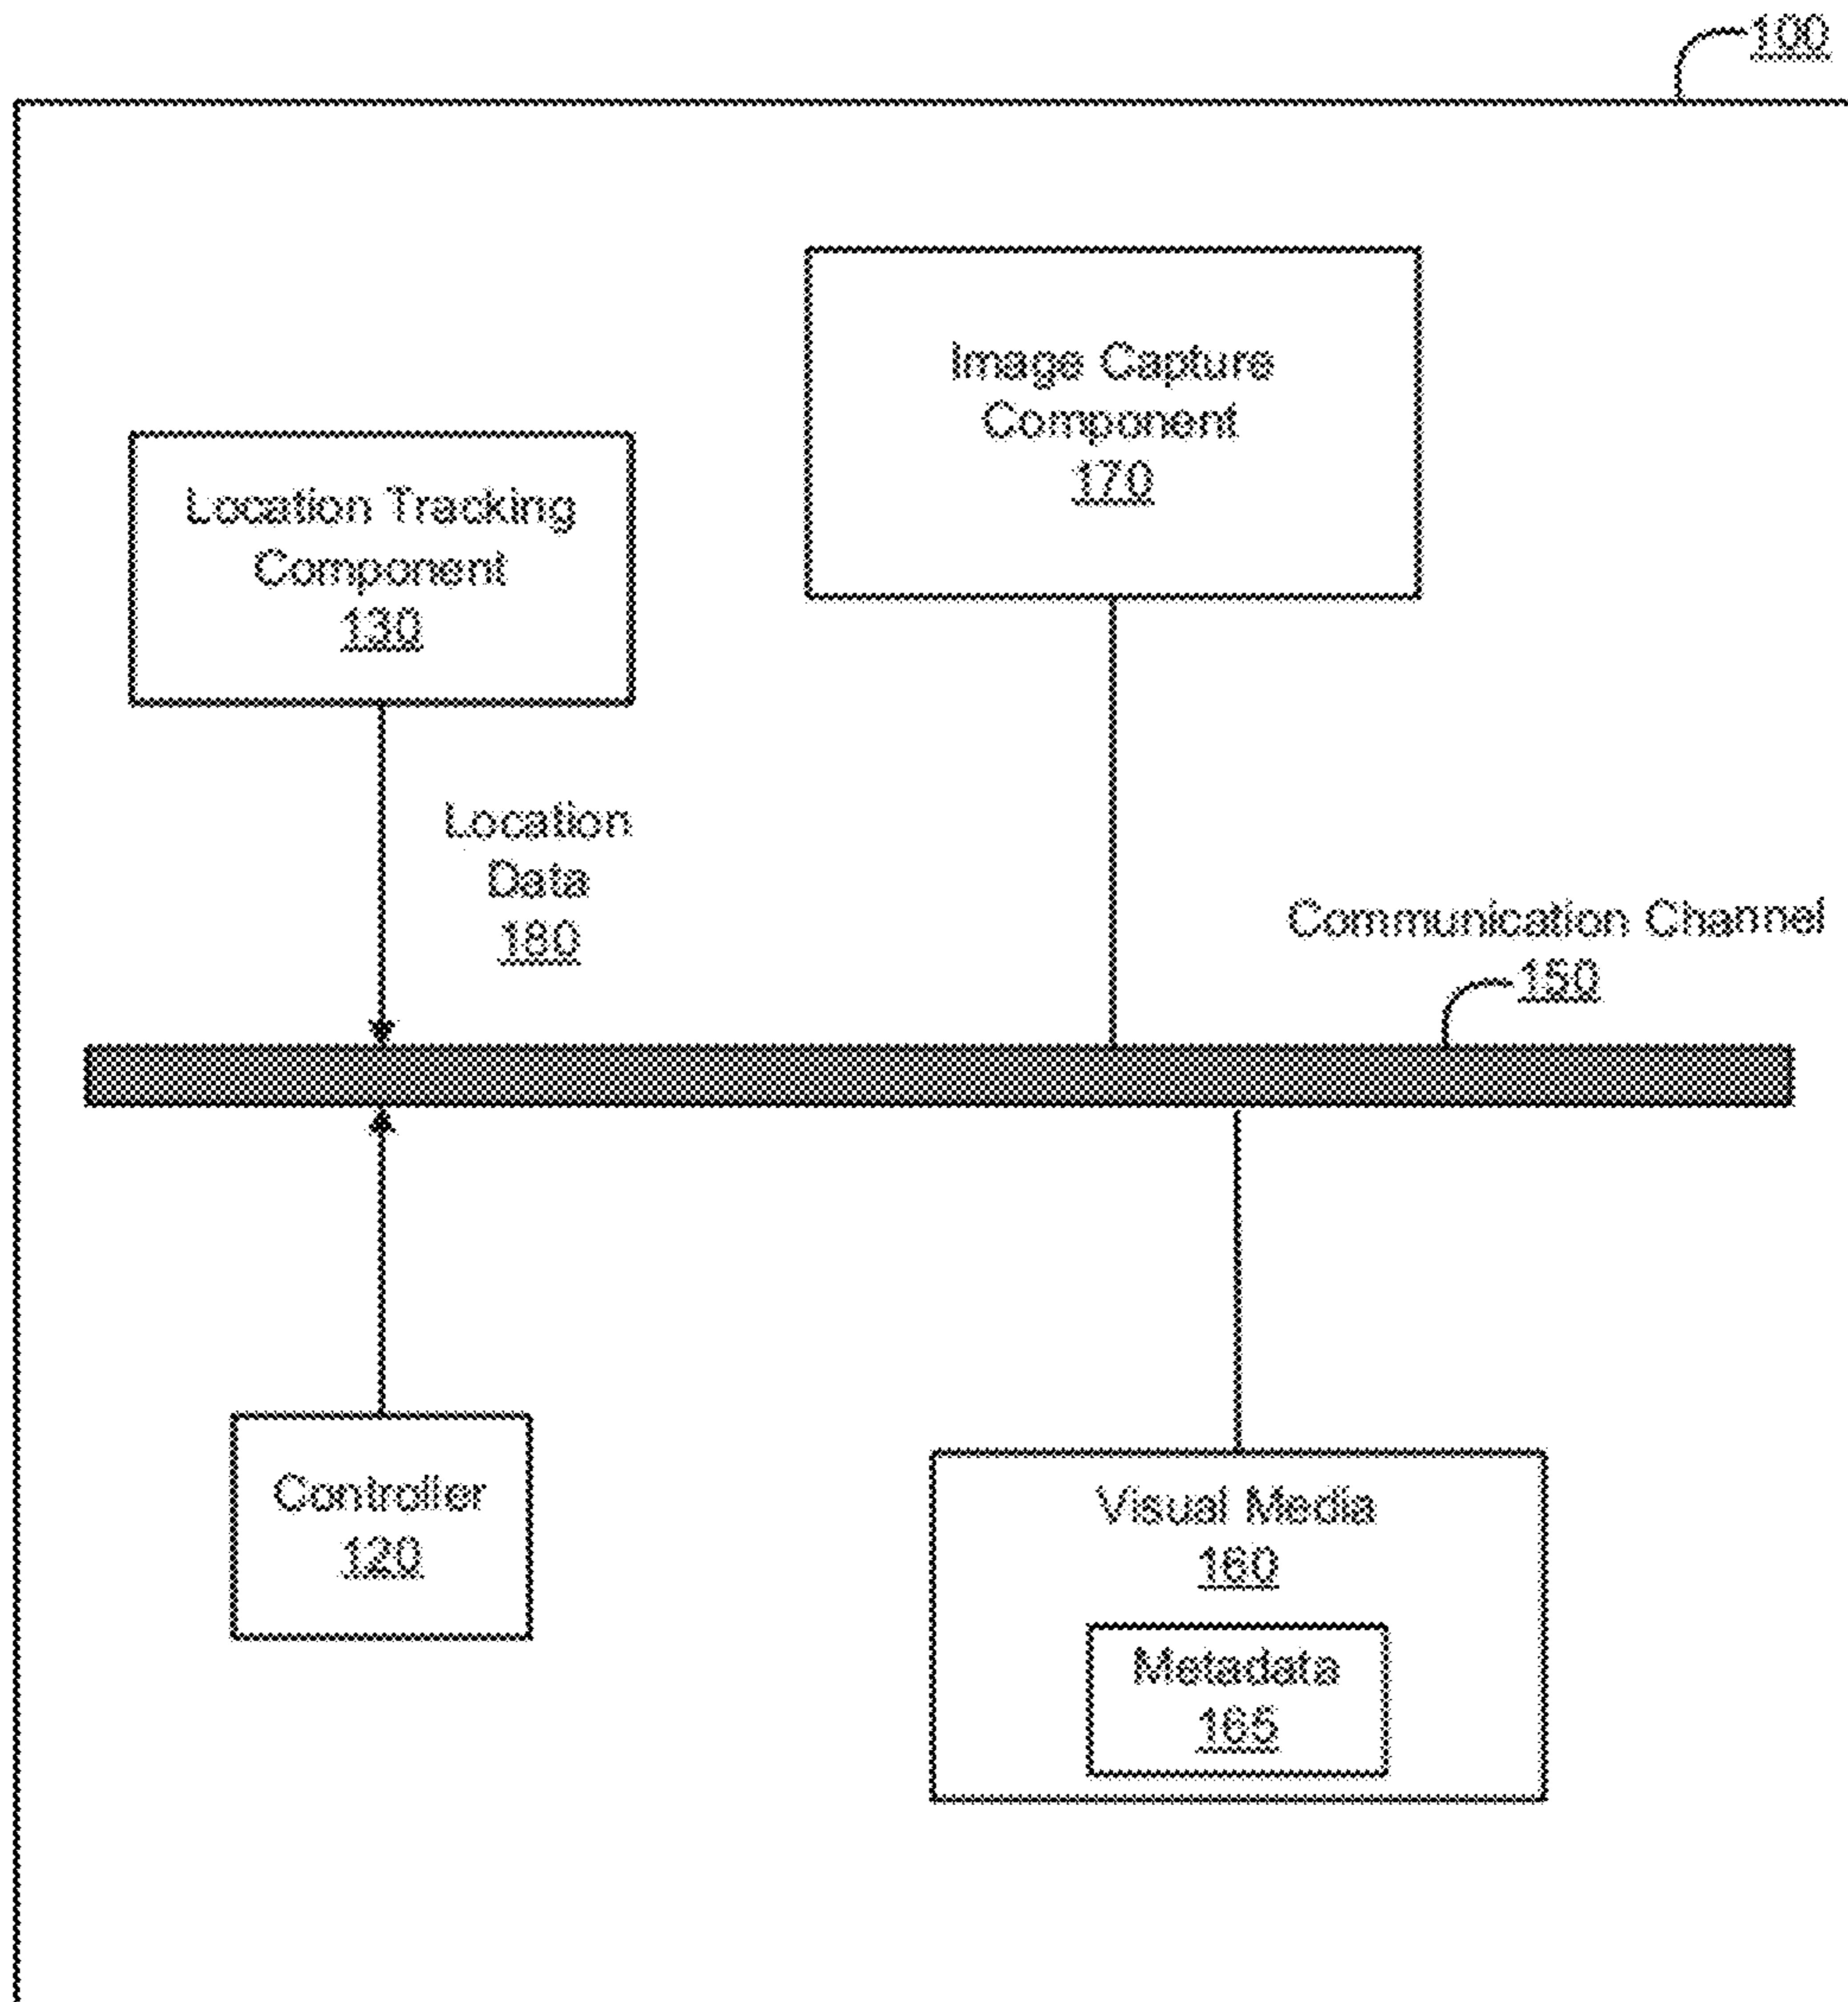 100
Image Capture
Component
170
Location Tracking
Component
130
Location
Data
180
Communication Channel
150
Controller
120
Visual Media
160
Metadata
165